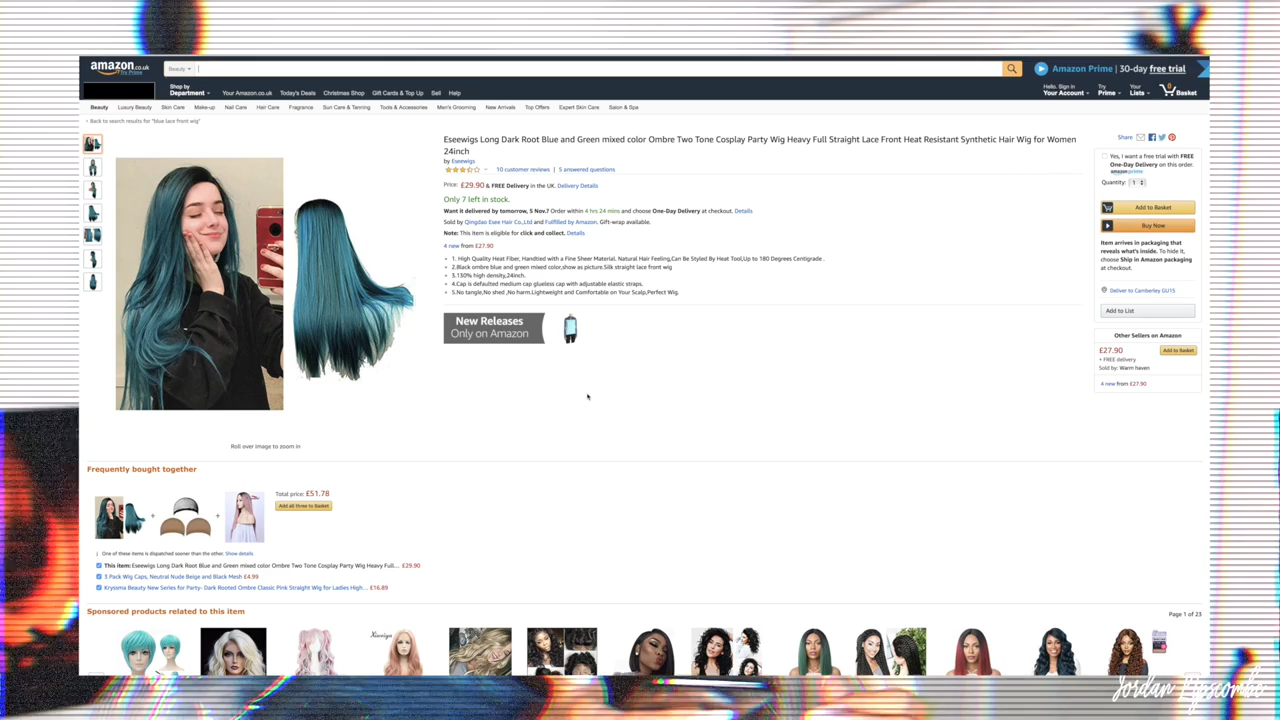 amazon.co.uk
Try Prime
Beauty
Amazon Prime | 30-day free trial
Shop by
Department
Your Amazon.co.uk
Today's Deals
Christmas Shop
Gift Cards & Top Up
Sell
Help
Hello. Sign in
Your Account
Try
Prime
Your
Lists
0
Basket
Beauty
Luxury Beauty
Skin Care
Make-up
Nail Care
Hair Care
Fragrance
Sun Care & Tanning
Tools & Accessories
Men's Grooming
New Arrivals
Top Offers
Expert Skin Care
Salon & Spa
‹ Back to search results for "blue lace front wig"
Eseewigs Long Dark Root Blue and Green mixed color Ombre Two Tone Cosplay Party Wig Heavy Full Straight Lace Front Heat Resistant Synthetic Hair Wig for Women
24inch
by Eseewigs
10 customer reviews | 5 answered questions
Price: £29.90 & FREE Delivery in the UK. Delivery Details
Only 7 left in stock.
Want it delivered by tomorrow, 5 Nov.? Order within 4 hrs 24 mins and choose One-Day Delivery at checkout. Details
Sold by Qingdao Esee Hair Co.,Ltd and Fulfilled by Amazon. Gift-wrap available.
Note: This item is eligible for click and collect. Details
4 new from £27.90
• 1. High Quality Heat Fiber, Handtied with a Fine Sheer Material. Natural Hair Feeling,Can Be Styled By Heat Tool,Up to 180 Degrees Centigrade .
• 2.Black ombre blue and green mixed color,show as picture.Silk straight lace front wig
• 3.130% high density,24inch.
• 4.Cap is defaulted medium cap glueless cap with adjustable elastic straps.
• 5.No tangle,No shed ,No harm,Lightweight and Comfortable on Your Scalp,Perfect Wig.
New Releases
Only on Amazon
Roll over image to zoom in
Share
Yes, I want a free trial with FREE
One-Day Delivery on this order.
amazonprime
Quantity: 1
Add to Basket
Buy Now
Item arrives in packaging that
reveals what's inside. To hide it,
choose Ship in Amazon packaging
at checkout.
Deliver to Camberley GU15
Add to List
Other Sellers on Amazon
£27.90
Add to Basket
+ FREE delivery
Sold by: Warm haven
4 new from £27.90
Frequently bought together
+
+
Total price: £51.78
Add all three to Basket
i One of these items is dispatched sooner than the other. Show details
This item: Eseewigs Long Dark Root Blue and Green mixed color Ombre Two Tone Cosplay Party Wig Heavy Full... £29.90
3 Pack Wig Caps, Neutral Nude Beige and Black Mesh £4.99
Kryssma Beauty New Series for Party- Dark Rooted Ombre Classic Pink Straight Wig for Ladies High... £16.89
Sponsored products related to this item
Page 1 of 23
Jordan Lipscombe